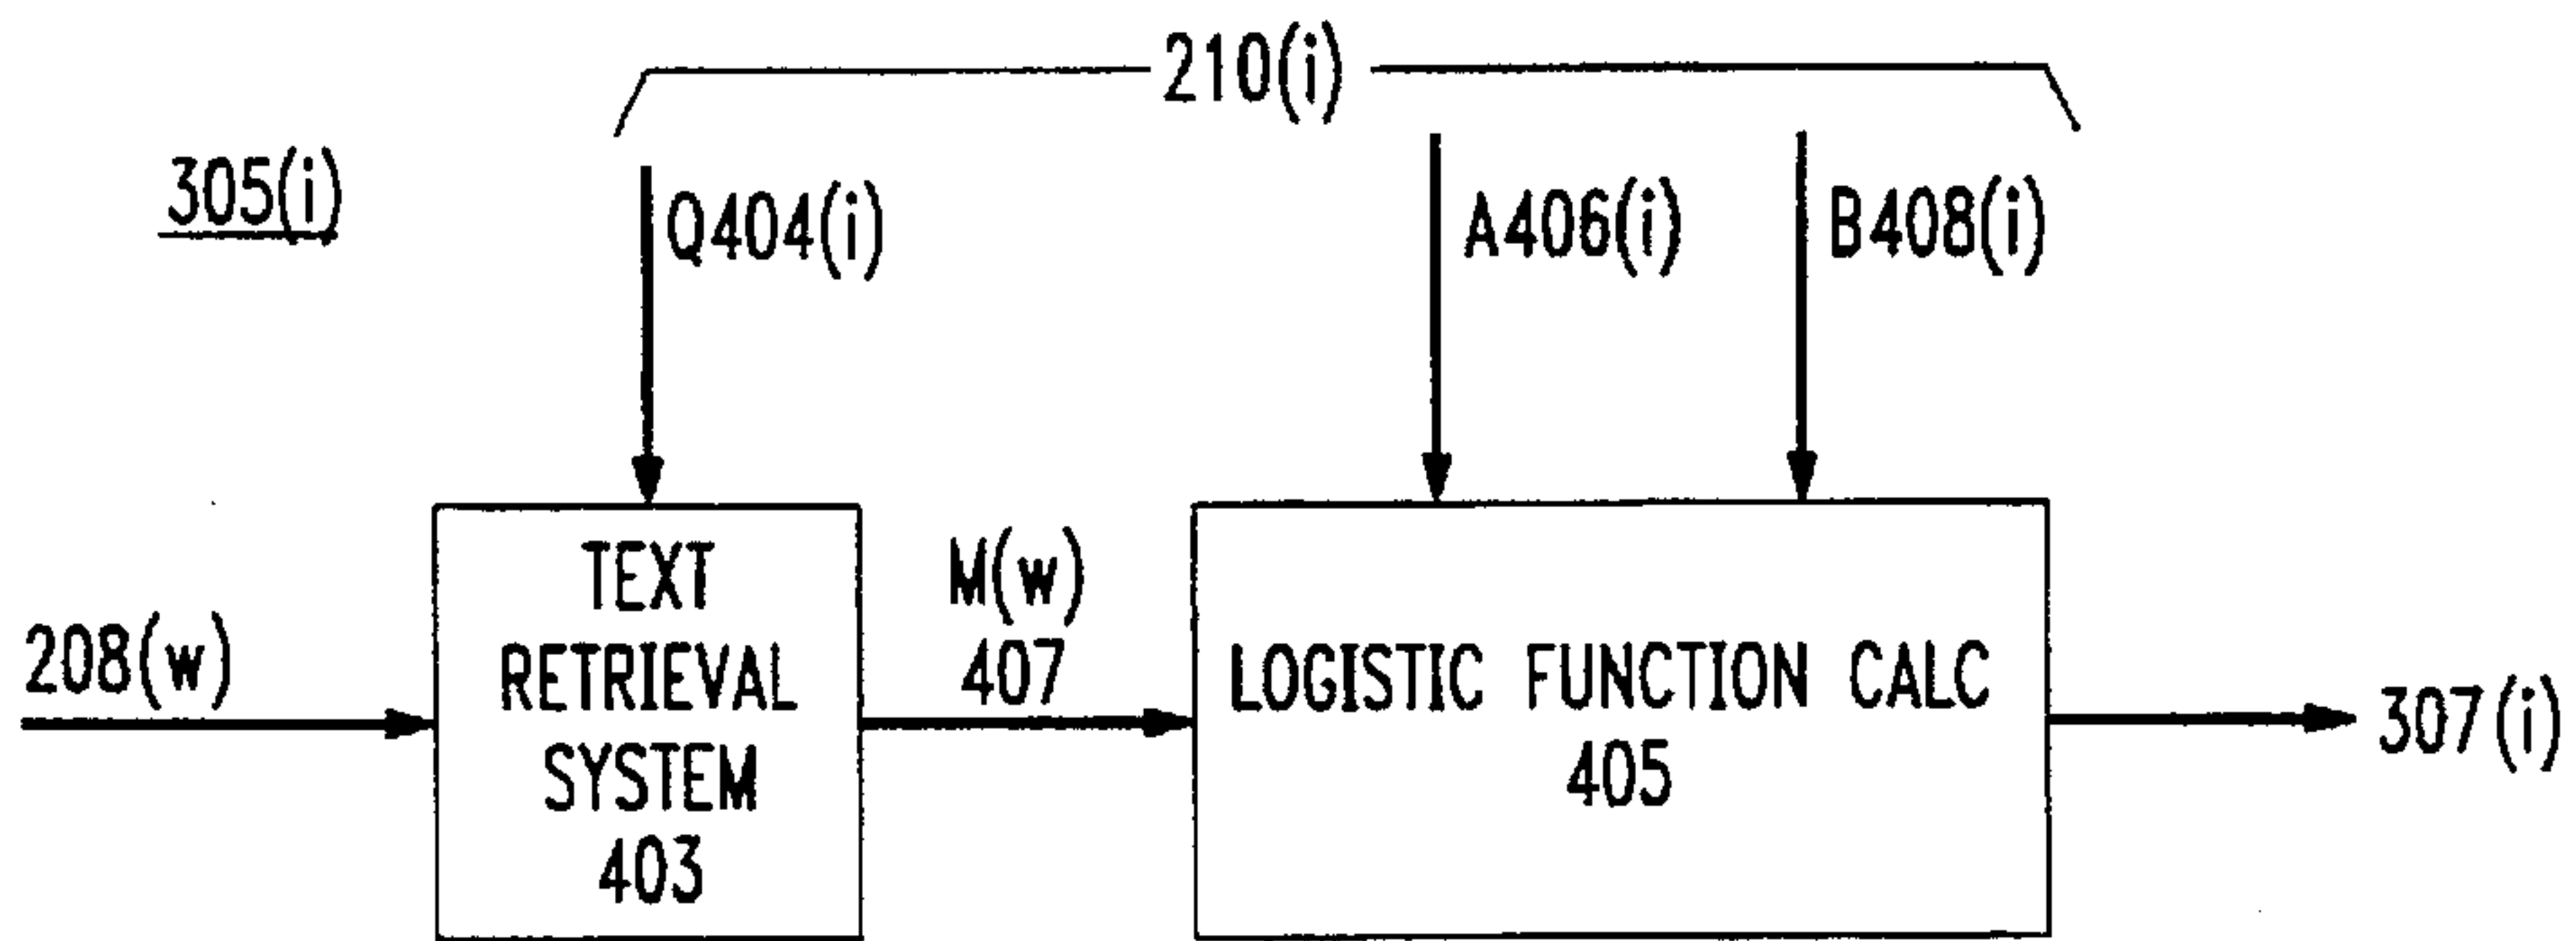 210(i)
305(i)
Q404(i)
A406(i)
B408(i)
208(w)
TEXT
RETRIEVAL
SYSTEM
403
M(w)
407
LOGISTIC FUNCTION CALC
405
307(i)